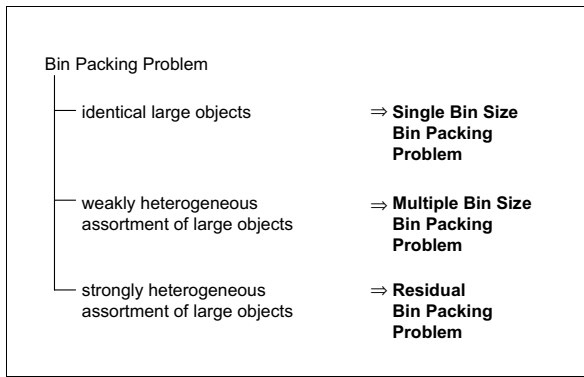 Bin Packing Problem
identical large objects
⇒ Single Bin Size
Bin Packing
Problem
weakly heterogeneous
assortment of large objects
⇒ Multiple Bin Size
Bin Packing
Problem
strongly heterogeneous
assortment of large objects
⇒ Residual
Bin Packing
Problem